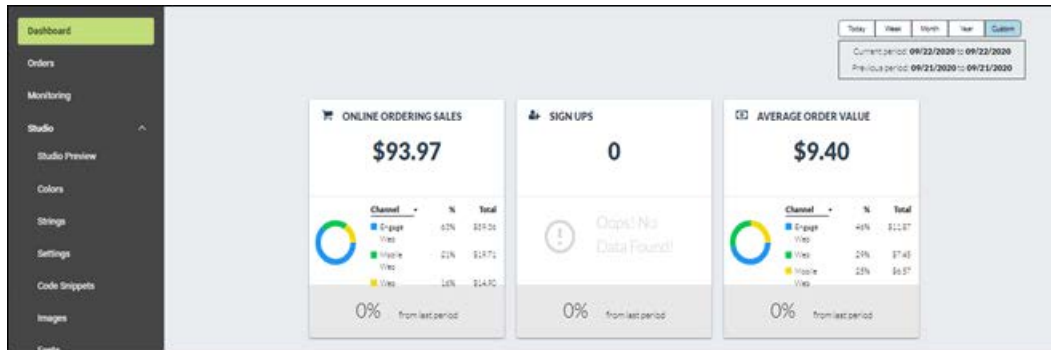 Dashboard
Orders
Monitoring
Studio
Studio Preview
Colors
Strings
Settings
Code Snippets
Images
Fonts
Today Week Month Year Custom
Current period: 09/22/2020 to 09/22/2020
Previous period: 09/21/2020 to 09/21/2020
ONLINE ORDERING SALES
$93.97
Channel % Total
Engage 63% $59.36
Web
Mobile 21% $19.71
Web
Web 16% $14.90
0% from last period
SIGN UPS
0
Oops! No
Data Found!
0% from last period
AVERAGE ORDER VALUE
$9.40
Channel % Total
Engage 46% $11.87
Web
Web 29% $7.45
Mobile 25% $6.57
Web
0% from last period